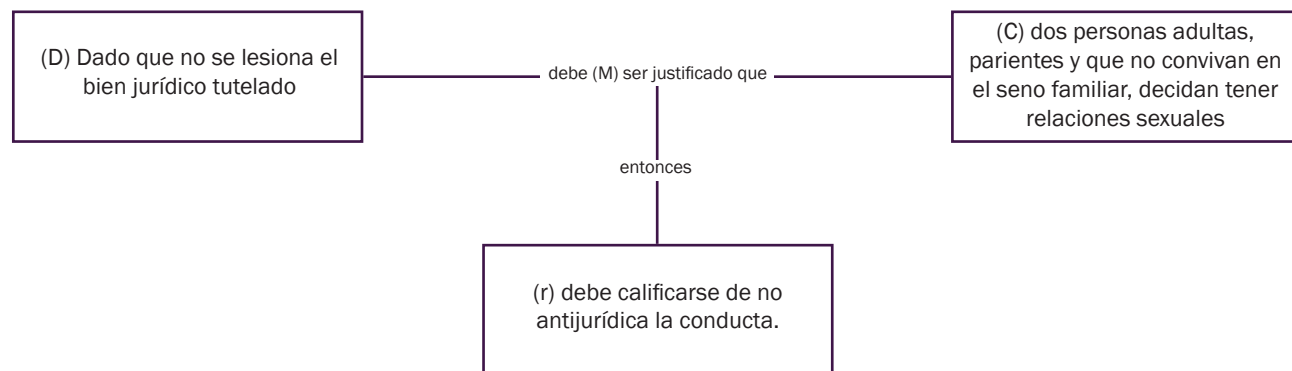 (D) Dado que no se lesiona el
bien jurídico tutelado
debe (M) ser justificado que
(C) dos personas adultas,
parientes y que no convivan en
el seno familiar, decidan tener
relaciones sexuales
entonces
(r) debe calificarse de no
antijurídica la conducta.